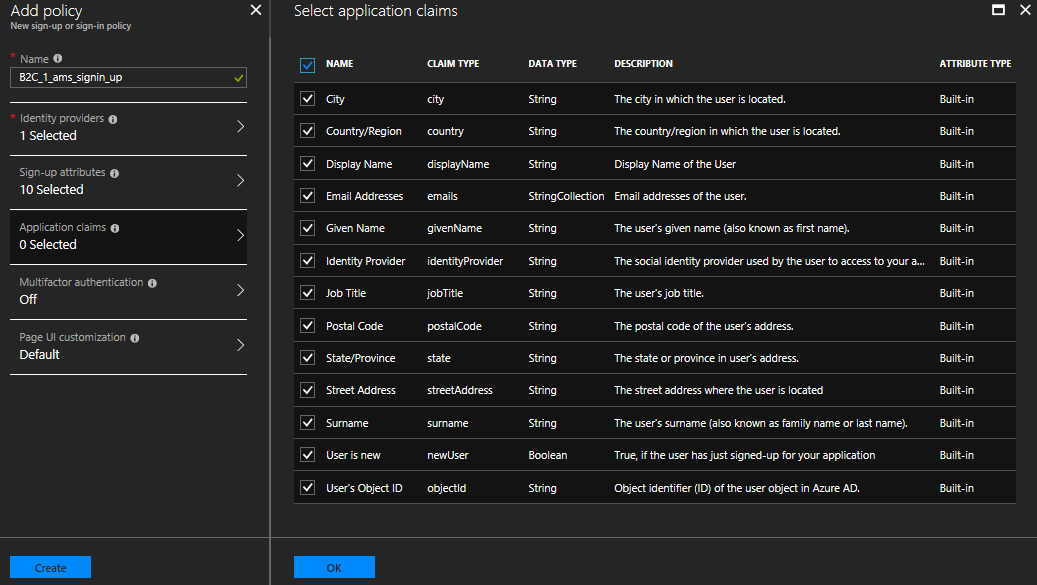 Add policy
New sign-up or sign-in policy
* Name
B2C_1_ams_signin_up
* Identity providers
1 Selected
Sign-up attributes
10 Selected
Application claims
0 Selected
Multifactor authentication
Off
Page UI customization
Default
Create
Select application claims
NAME CLAIM TYPE DATA TYPE DESCRIPTION ATTRIBUTE TYPE
City city String The city in which the user is located. Built-in
Country/Region country String The country/region in which the user is located. Built-in
Display Name displayName String Display Name of the User Built-in
Email Addresses emails StringCollection Email addresses of the user. Built-in
Given Name givenName String The user's given name (also known as first name). Built-in
Identity Provider identityProvider String The social identity provider used by the user to access to your a... Built-in
Job Title jobTitle String The user's job title. Built-in
Postal Code postalCode String The postal code of the user's address. Built-in
State/Province state String The state or province in user's address. Built-in
Street Address streetAddress String The street address where the user is located Built-in
Surname surname String The user's surname (also known as family name or last name). Built-in
User is new newUser Boolean True, if the user has just signed-up for your application Built-in
User's Object ID objectId String Object identifier (ID) of the user object in Azure AD. Built-in
OK